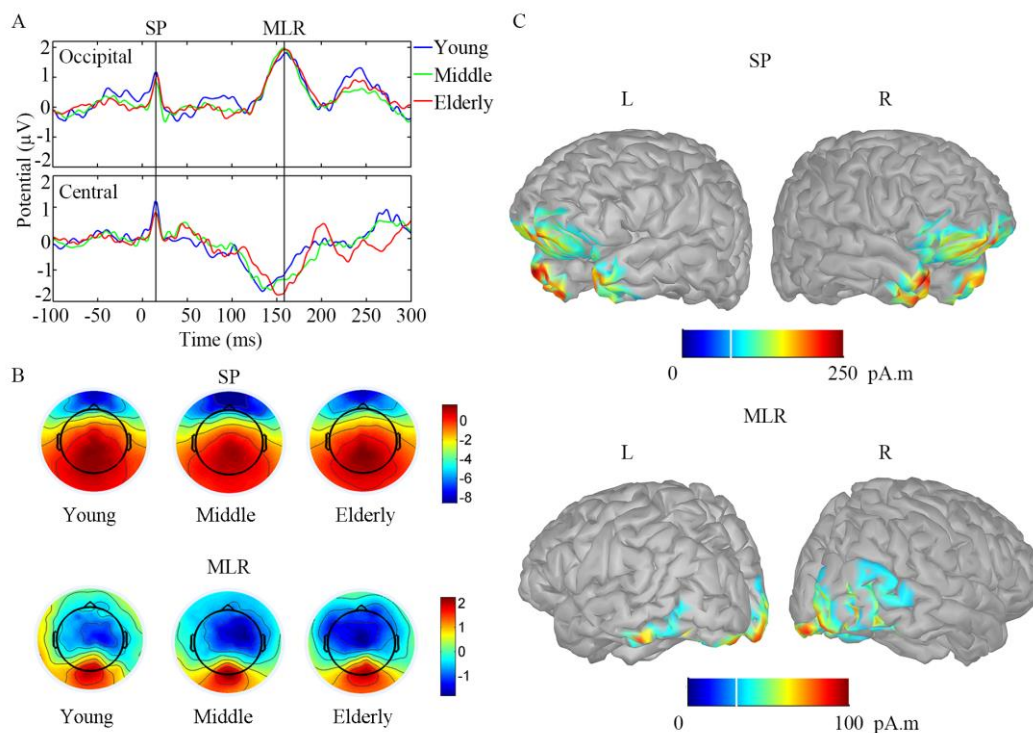 A
SP
MLR
Occipital
Young
Middle
Elderly
2
1
0
-1
2
Central
2
1
0
-1
-2
Potential (µV)
-100 -50 0 50 100 150 200 250 300
Time (ms)
B
SP
Young
Middle
Elderly
0
-2
-4
-6
-8
MLR
Young
Middle
Elderly
2
1
0
-1
C
SP
L
R
0
250 pA.m
MLR
L
R
0
100 pA.m